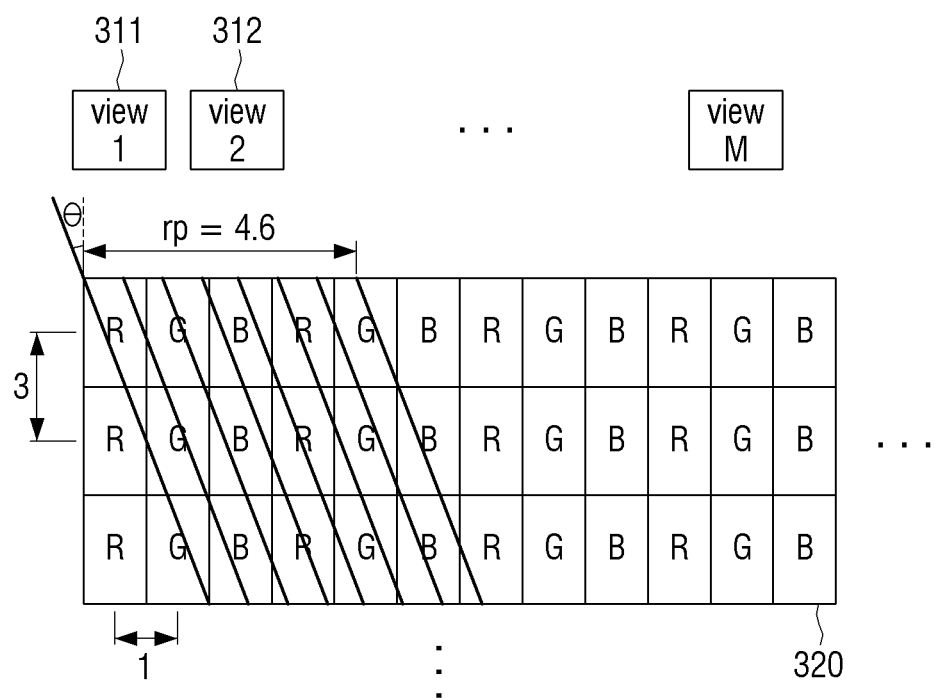 311 312
view
1
view
2
...
view
M
θ
rp = 4.6
R G B R G B R G B R G B
3
R G B R G B R G B R G B
...
R G B R G B R G B R G B
1
320